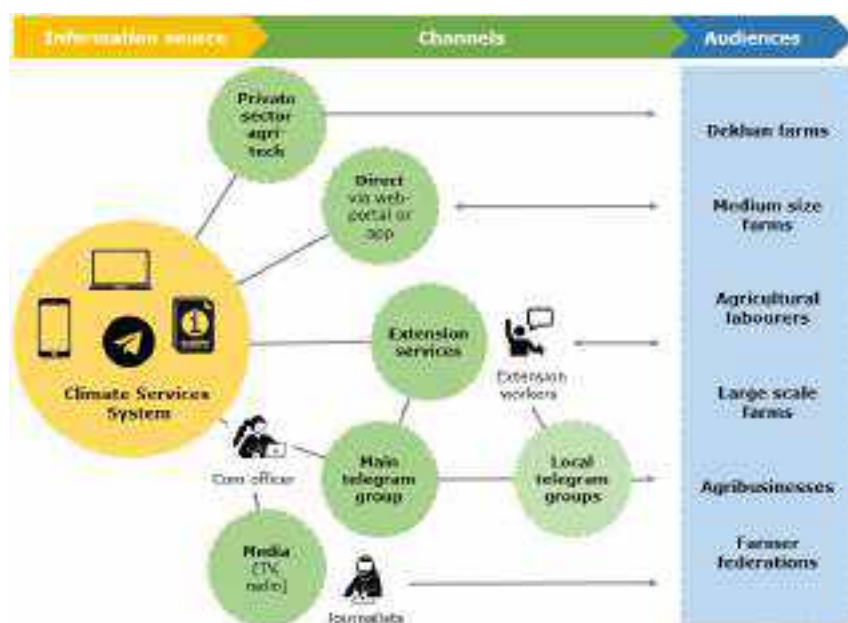 Information source
Channels
Audiences
Private
sector
agri-
tech
Direct
via web-
portal or
app
Extension
services
Extension
workers
Climate Services
System
Com officer
Main
telegram
group
Local
telegram
groups
Media
(TV,
radio)
Journalists
Dekhan farms
Medium size
farms
Agricultural
labourers
Large scale
farms
Agribusinesses
Farmer
federations